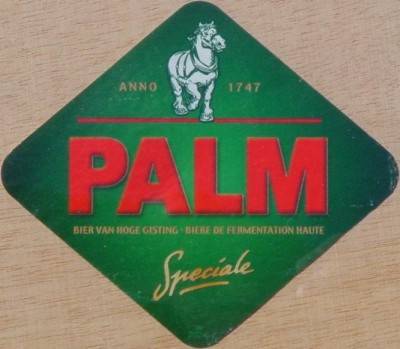 ANNO 1747
PALM
BIER VAN HOGE GISTING · BIERE DE FERMENTATION HAUTE
Speciale